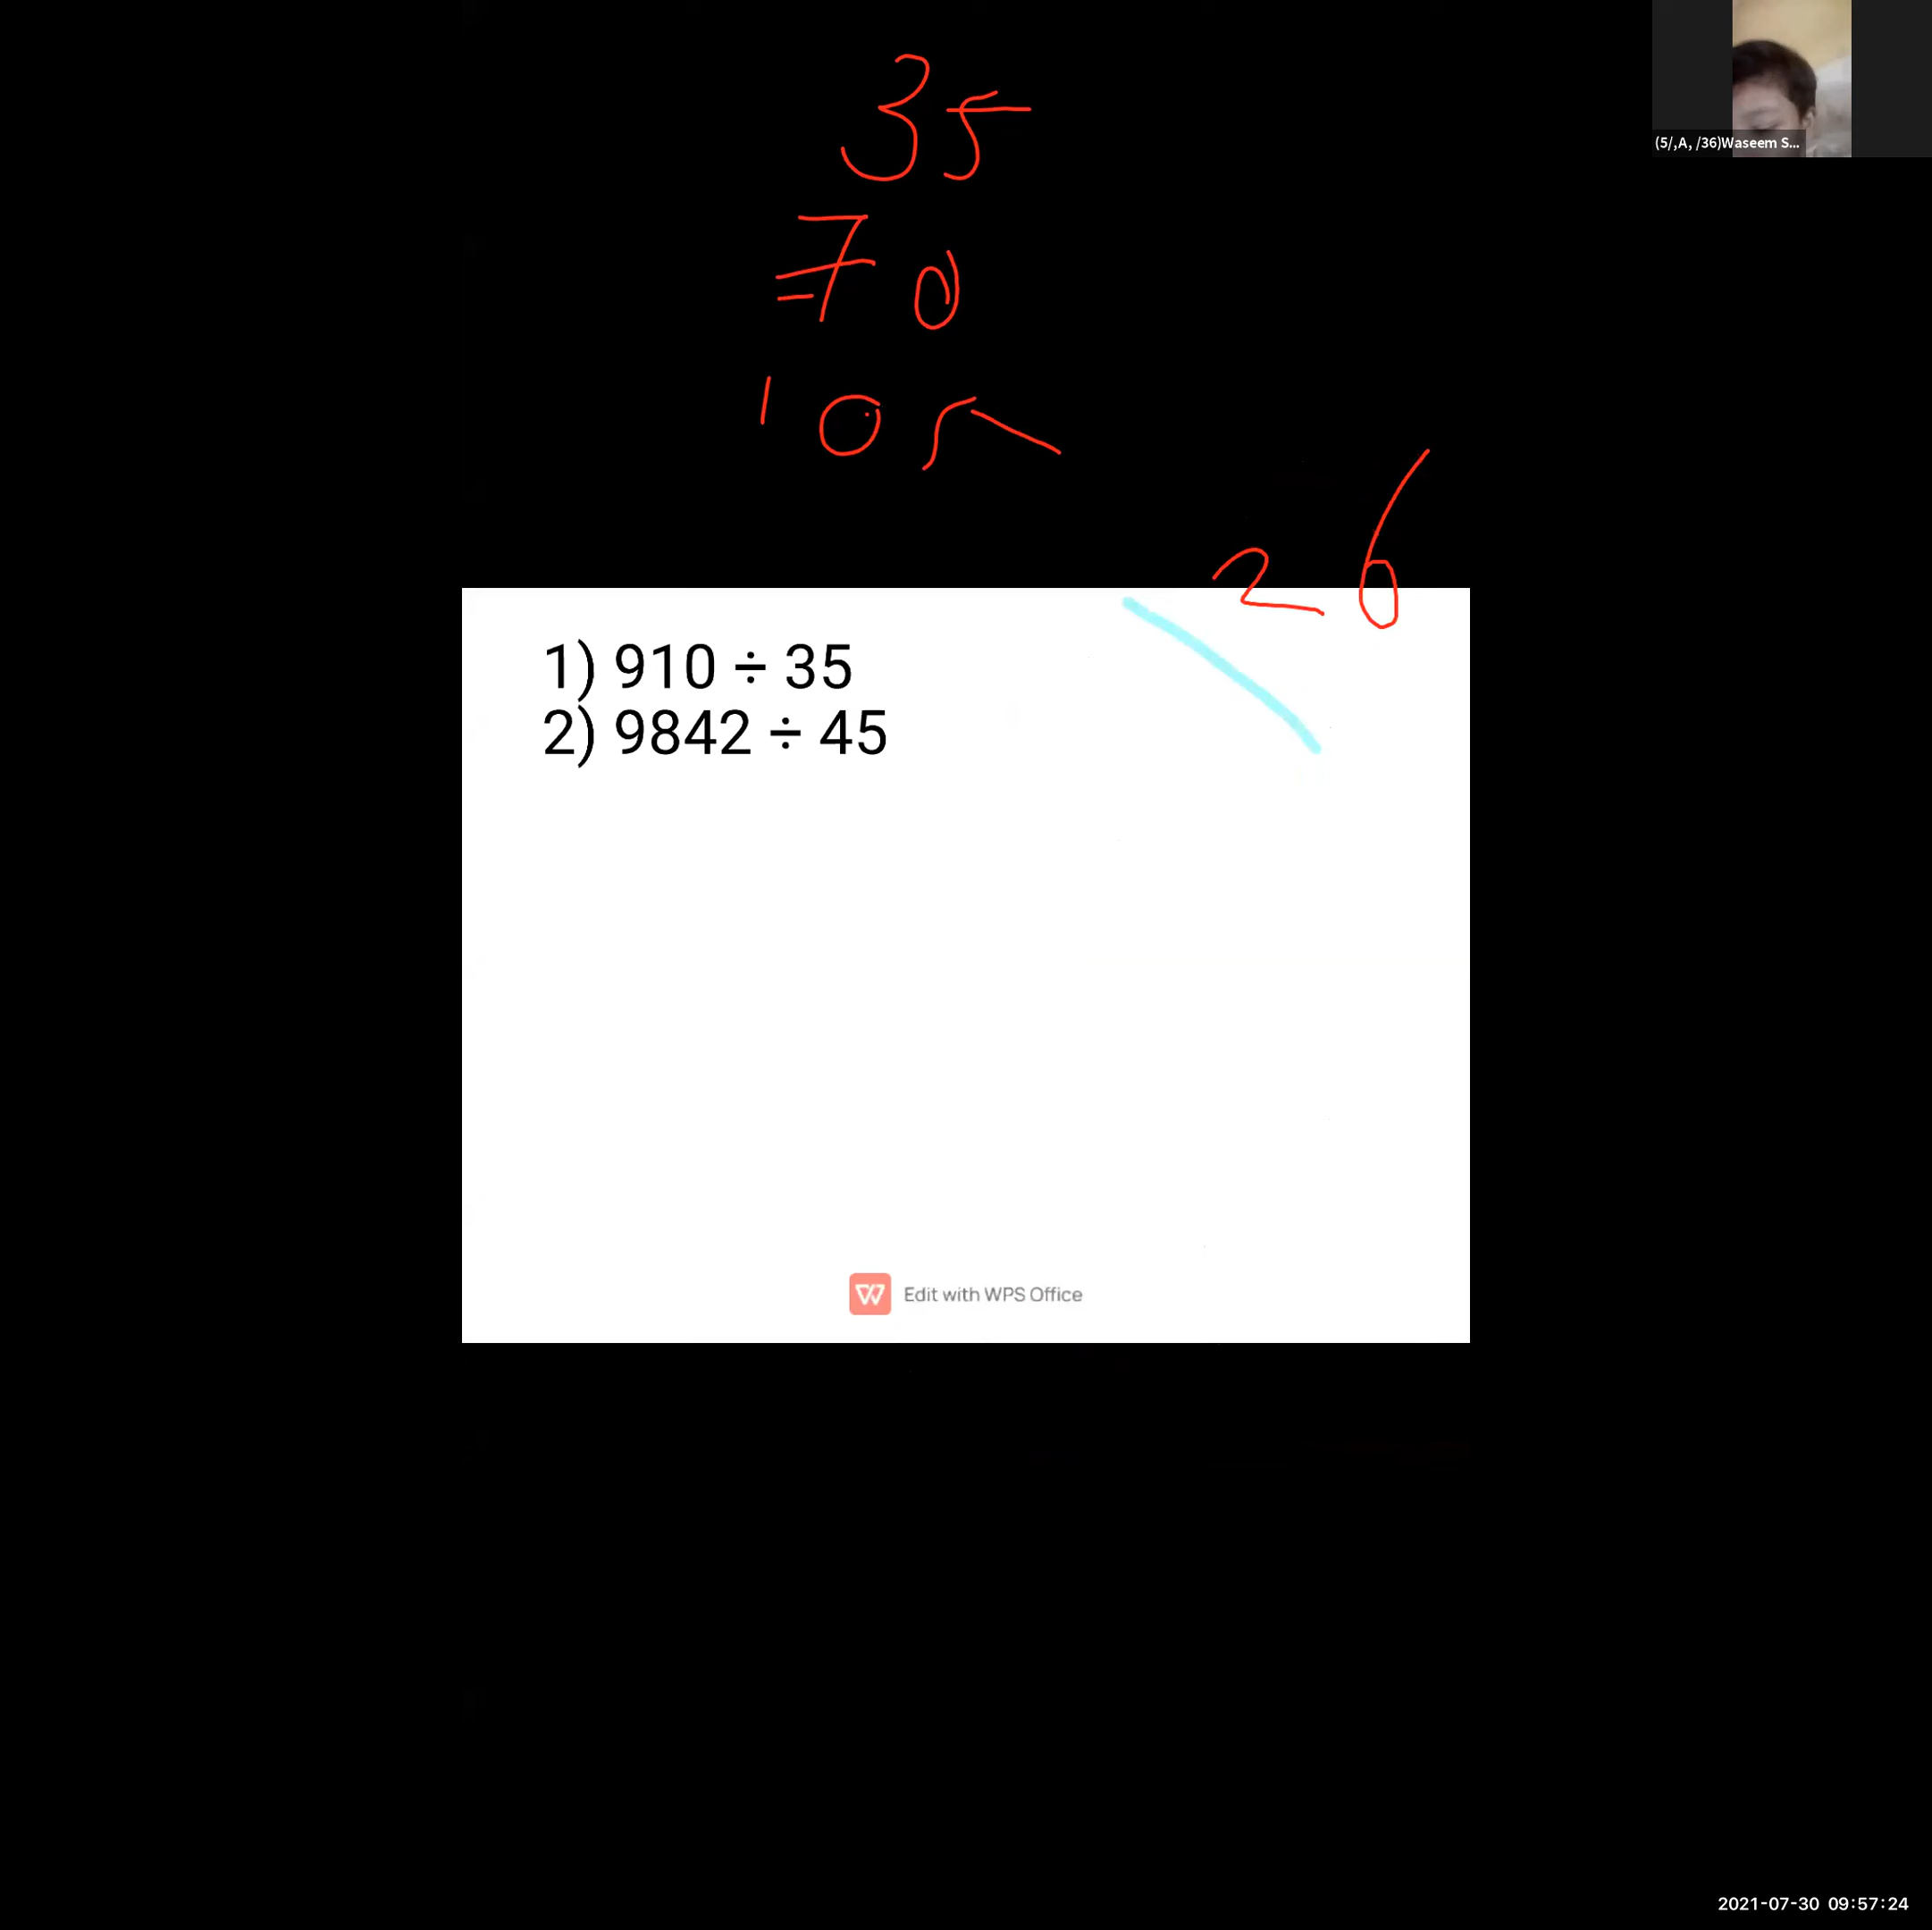 35
(5/,A, /36)Waseem S...
=70
105
26
1) 910 ÷ 35
2) 9842 ÷ 45
Edit with WPS Office
2021-07-30 09:57:24